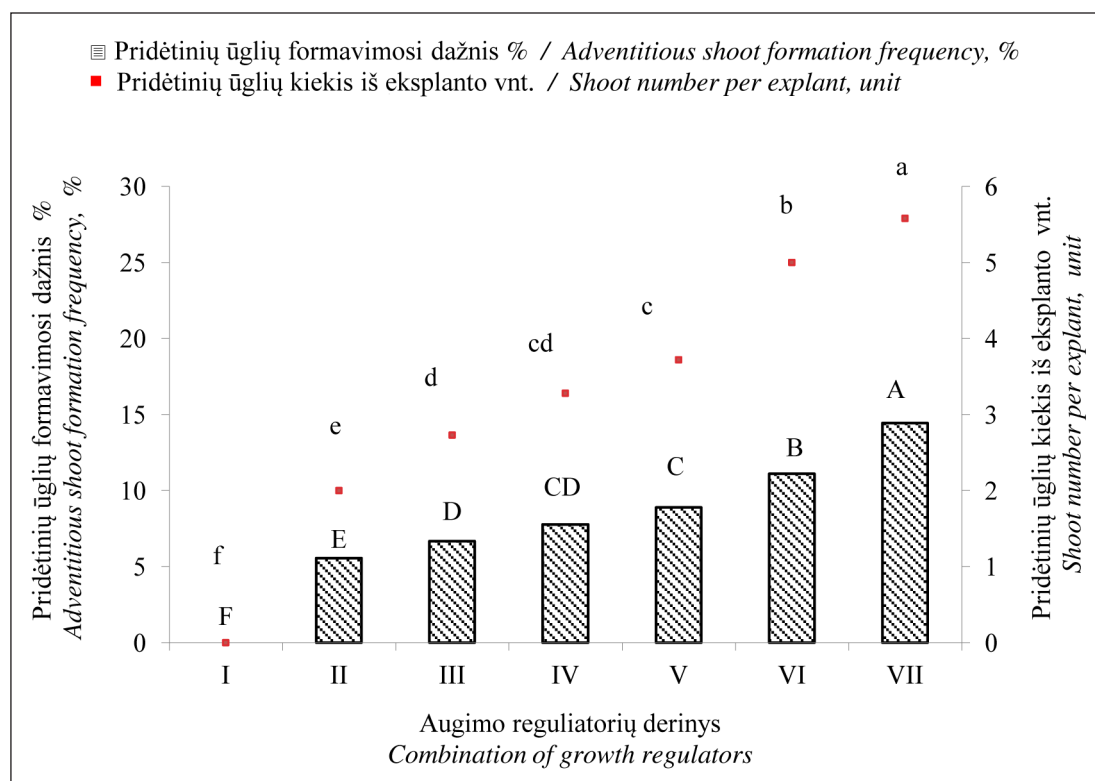 Pridėtinių ūglių formavimosi dažnis % / Adventitious shoot formation frequency, %
Pridėtinių ūglių kiekis iš eksplanto vnt. / Shoot number per explant, unit
Pridėtinių ūglių formavimosi dažnis %
Adventitious shoot formation frequency, %
30
25
20
15
10
5
0
f
F
e
E
d
D
cd
CD
c
C
b
B
a
A
6
5
4
3
2
1
0
Pridėtinių ūglių kiekis iš eksplanto vnt.
Shoot number per explant, unit
I II III IV V VI VII
Augimo reguliatorių derinys
Combination of growth regulators